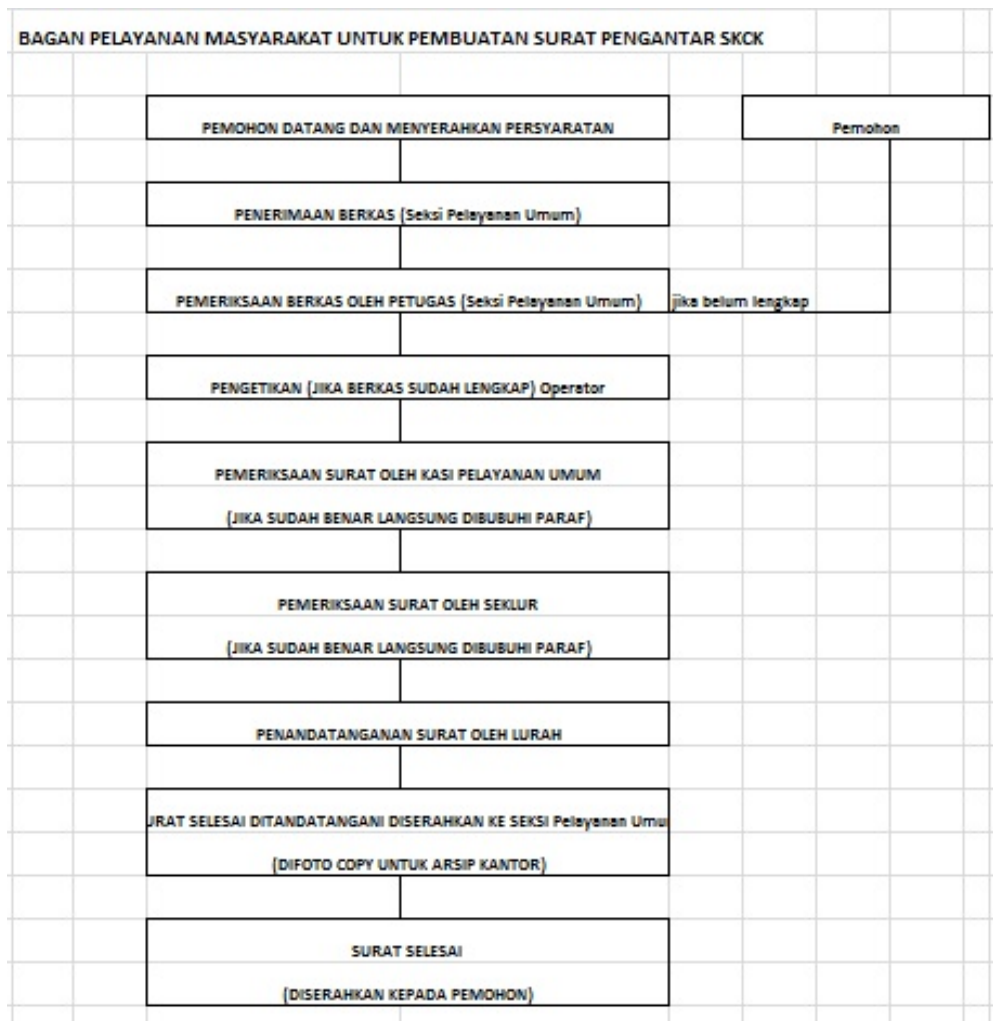 BAGAN PELAYANAN MASYARAKAT UNTUK PEMBUATAN SURAT PENGANTAR SKCK
PEMOHON DATANG DAN MENYERAHKAN PERSYARATAN
Pemohon
PENERIMAAN BERKAS (Seksi Pelayanan Umum)
PEMERIKSAAN BERKAS OLEH PETUGAS (Seksi Pelayanan Umum)
jika belum lengkap
PENGETIKAN (JIKA BERKAS SUDAH LENGKAP) Operator
PEMERIKSAAN SURAT OLEH KASI PELAYANAN UMUM
(JIKA SUDAH BENAR LANGSUNG DIBUBUHI PARAF)
PEMERIKSAAN SURAT OLEH SEKLUR
(JIKA SUDAH BENAR LANGSUNG DIBUBUHI PARAF)
PENANDATANGANAN SURAT OLEH LURAH
URAT SELESAI DITANDATANGANI DISERAHKAN KE SEKSI Pelayanan Umu
(DIFOTO COPY UNTUK ARSIP KANTOR)
SURAT SELESAI
(DISERAHKAN KEPADA PEMOHON)